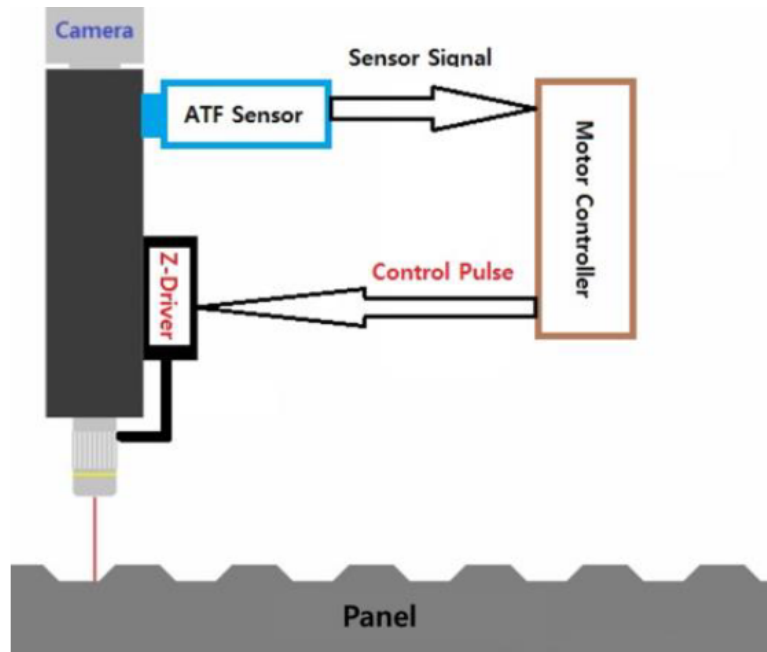 Camera
Sensor Signal
ATF Sensor
Motor Controller
Z-Driver
Control Pulse
Panel